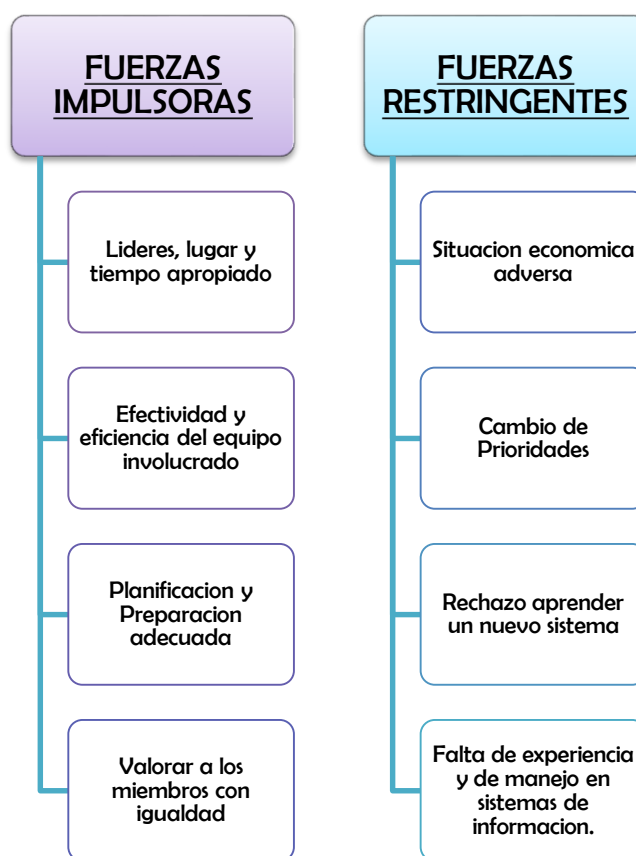 FUERZAS
IMPULSORAS
Lideres, lugar y
tiempo apropiado
Efectividad y
eficiencia del equipo
involucrado
Planificacion y
Preparacion
adecuada
Valorar a los
miembros con
igualdad
FUERZAS
RESTRINGENTES
Situacion economica
adversa
Cambio de
Prioridades
Rechazo aprender
un nuevo sistema
Falta de experiencia
y de manejo en
sistemas de
informacion.